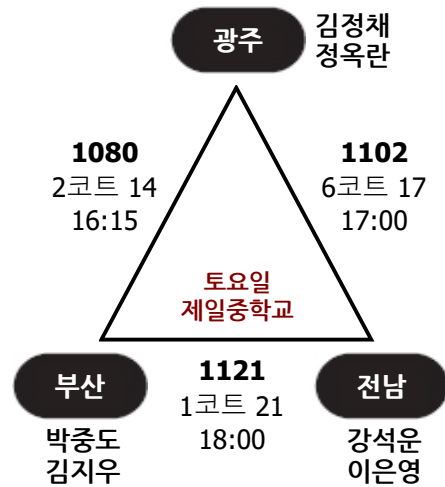 광주
김정채
정옥란
1080
2코트 14
16:15
1102
6코트 17
17:00
토요일
제일중학교
부산
박중도
김지우
1121
1코트 21
18:00
전남
강석운
이은영